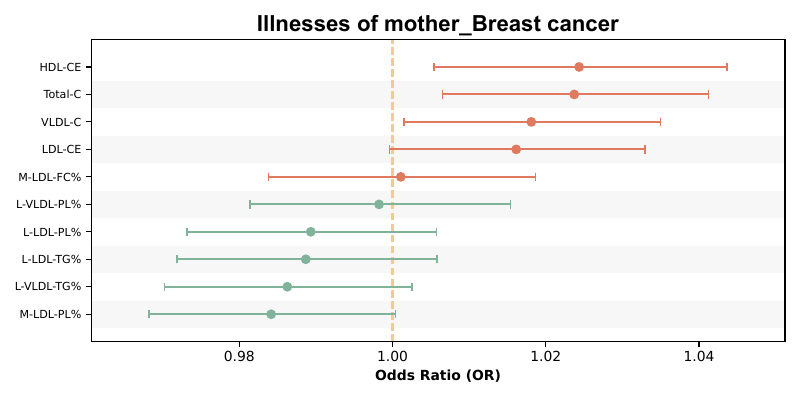 Illnesses of mother_Breast cancer
HDL-CE
Total-C
VLDL-C
LDL-CE
M-LDL-FC%
L-VLDL-PL%
L-LDL-PL%
L-LDL-TG%
L-VLDL-TG%
M-LDL-PL%
0.98 1.00 1.02 1.04
Odds Ratio (OR)